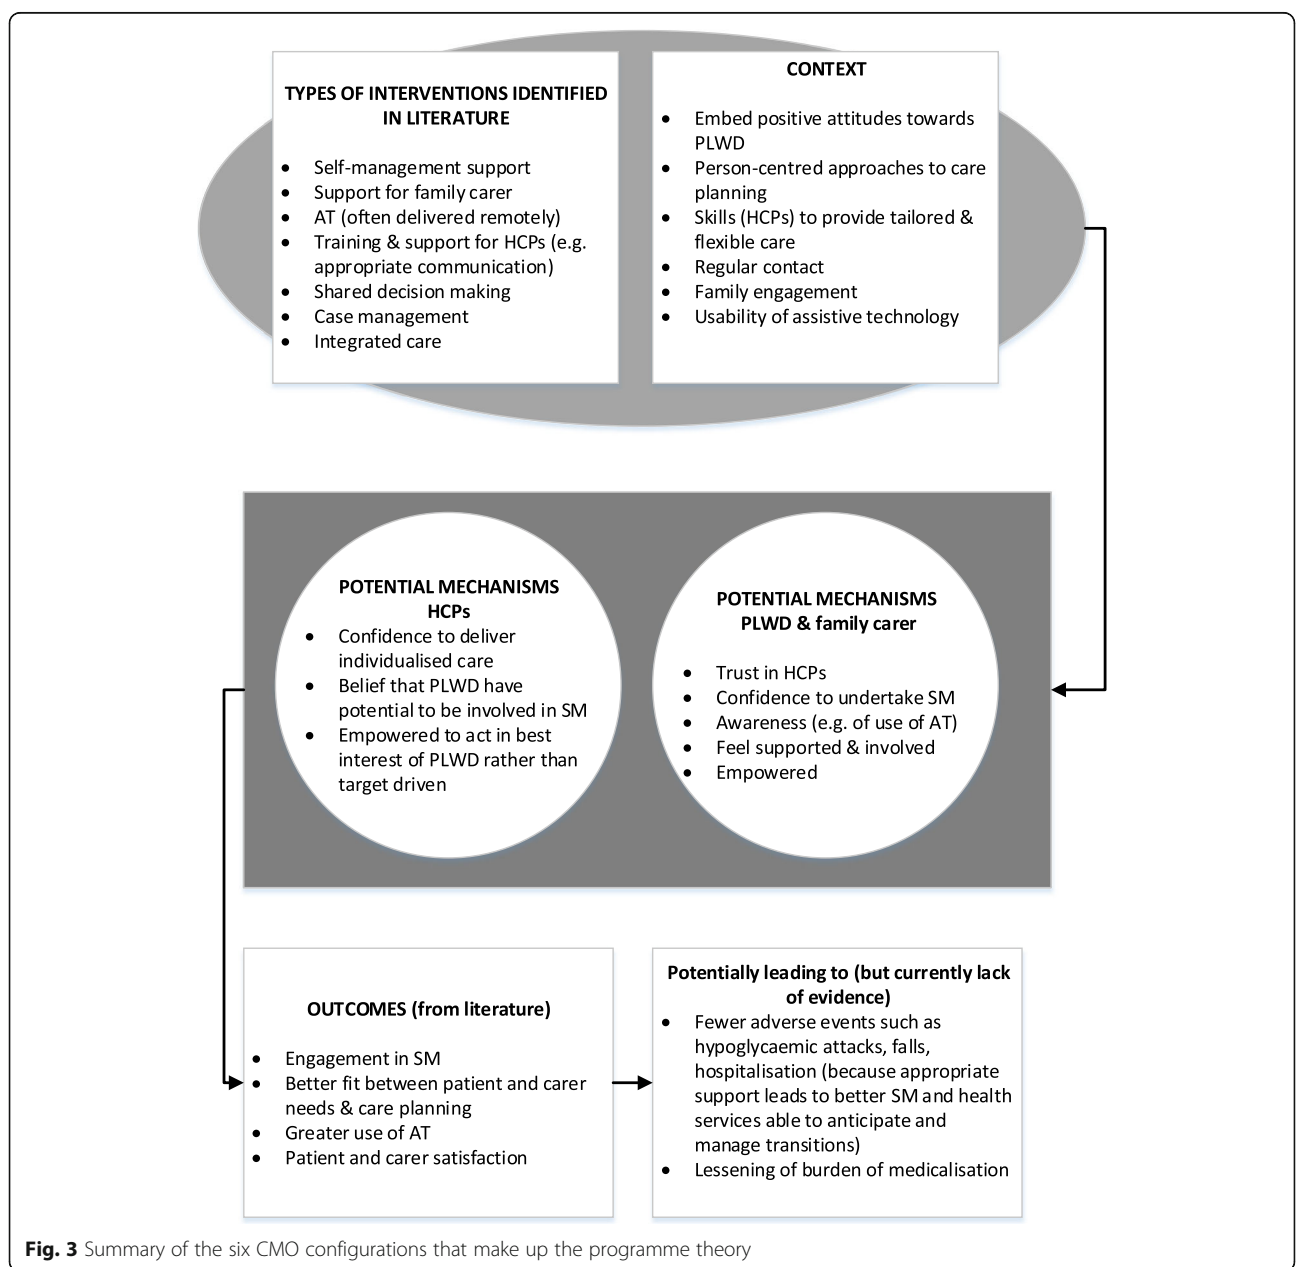 TYPES OF INTERVENTIONS IDENTIFIED
IN LITERATURE
• Self-management support
• Support for family carer
• AT (often delivered remotely)
• Training & support for HCPs (e.g.
appropriate communication)
• Shared decision making
• Case management
• Integrated care
CONTEXT
• Embed positive attitudes towards
PLWD
• Person-centred approaches to care
planning
• Skills (HCPs) to provide tailored &
flexible care
• Regular contact
• Family engagement
• Usability of assistive technology
POTENTIAL MECHANISMS
HCPs
• Confidence to deliver
individualised care
• Belief that PLWD have
potential to be involved in SM
• Empowered to act in best
interest of PLWD rather than
target driven
POTENTIAL MECHANISMS
PLWD & family carer
• Trust in HCPs
• Confidence to undertake SM
• Awareness (e.g. of use of AT)
• Feel supported & involved
• Empowered
OUTCOMES (from literature)
• Engagement in SM
• Better fit between patient and carer
needs & care planning
• Greater use of AT
• Patient and carer satisfaction
Potentially leading to (but currently lack
of evidence)
• Fewer adverse events such as
hypoglycaemic attacks, falls,
hospitalisation (because appropriate
support leads to better SM and health
services able to anticipate and
manage transitions)
• Lessening of burden of medicalisation
Fig. 3 Summary of the six CMO configurations that make up the programme theory